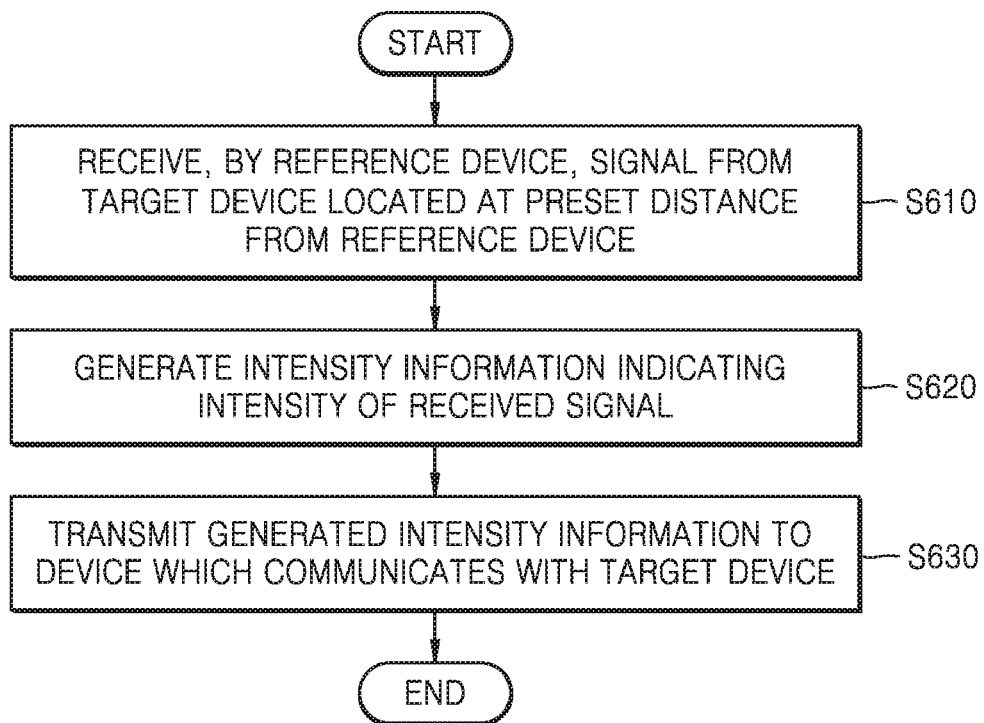 START
RECEIVE, BY REFERENCE DEVICE, SIGNAL FROM
TARGET DEVICE LOCATED AT PRESET DISTANCE
FROM REFERENCE DEVICE
S610
GENERATE INTENSITY INFORMATION INDICATING
INTENSITY OF RECEIVED SIGNAL
S620
TRANSMIT GENERATED INTENSITY INFORMATION TO
DEVICE WHICH COMMUNICATES WITH TARGET DEVICE
S630
END